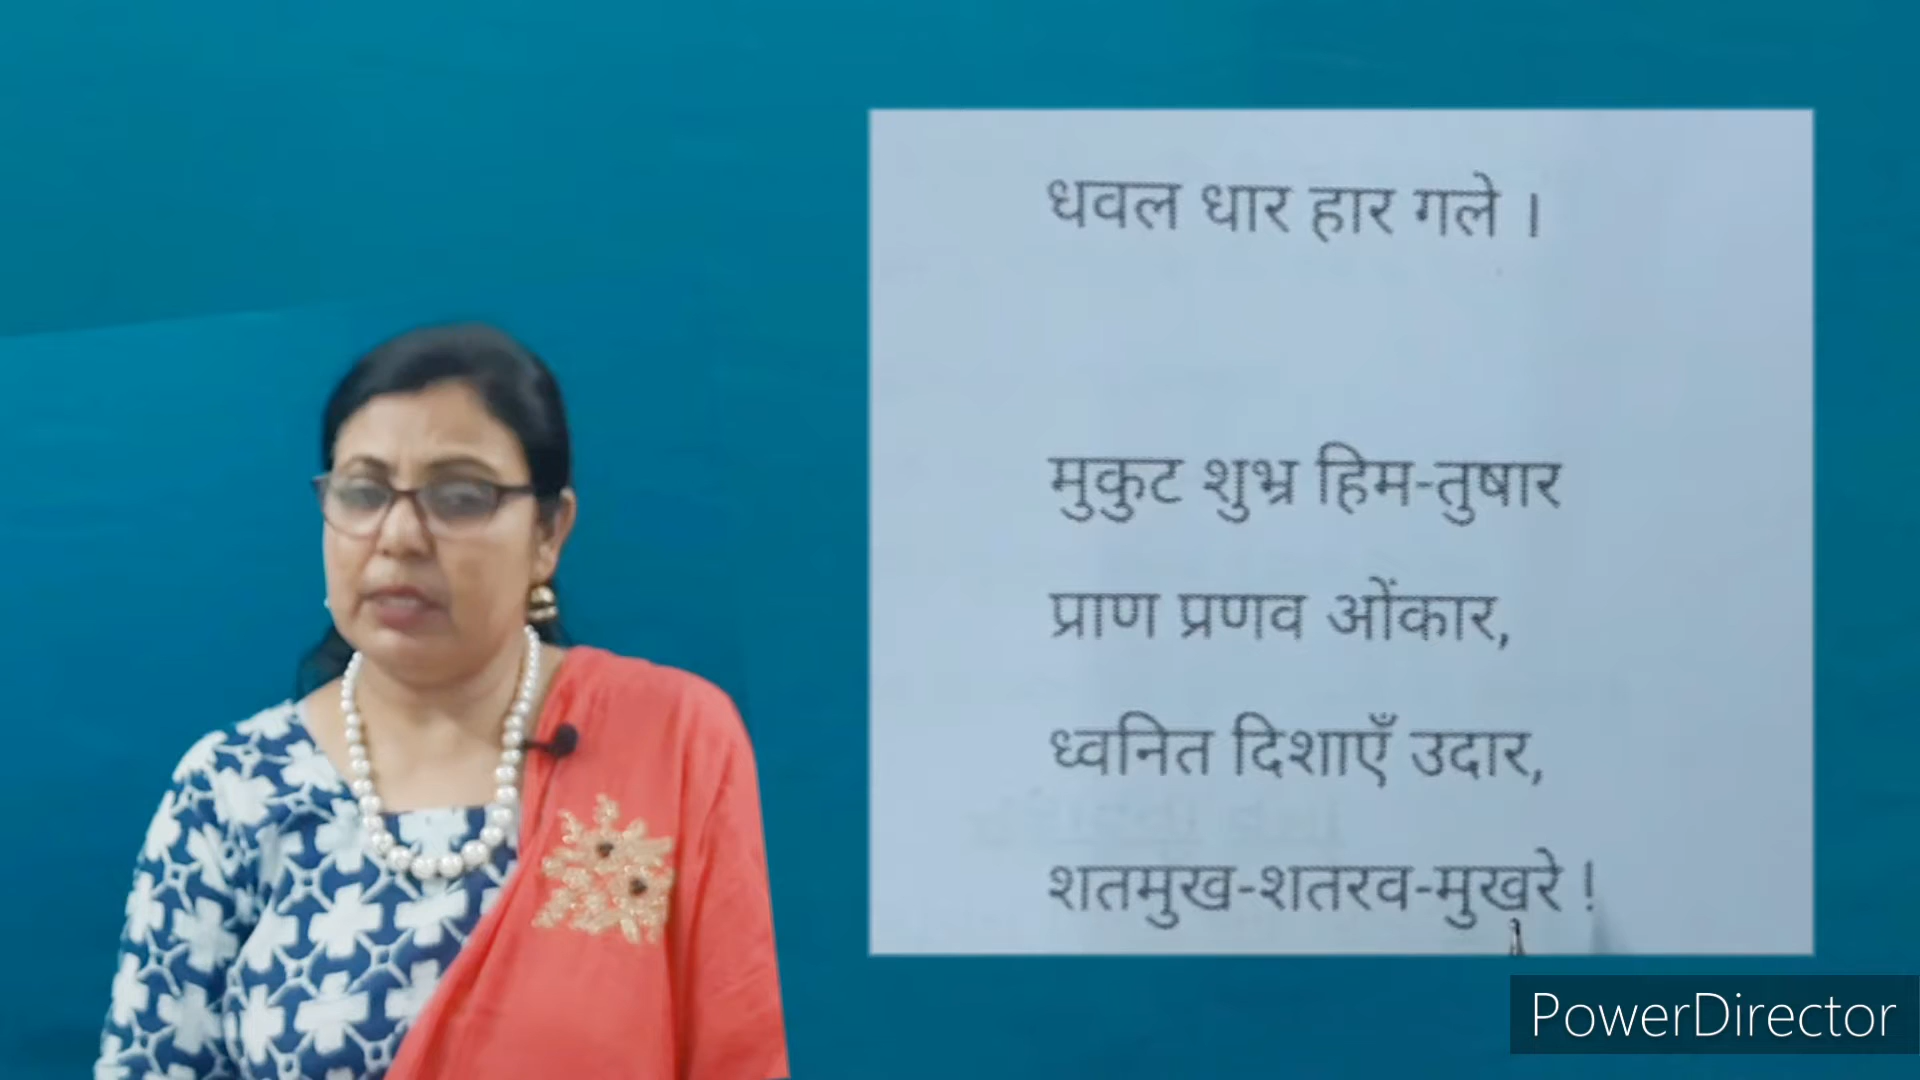 धवल धार हार गले ।
मुकुट शुभ्र हिम-तुषार
प्राण प्रणव ओंकार,
ध्वनित दिशाएँ उदार,
शतमुख-शतरव-मुखरे !
PowerDirector